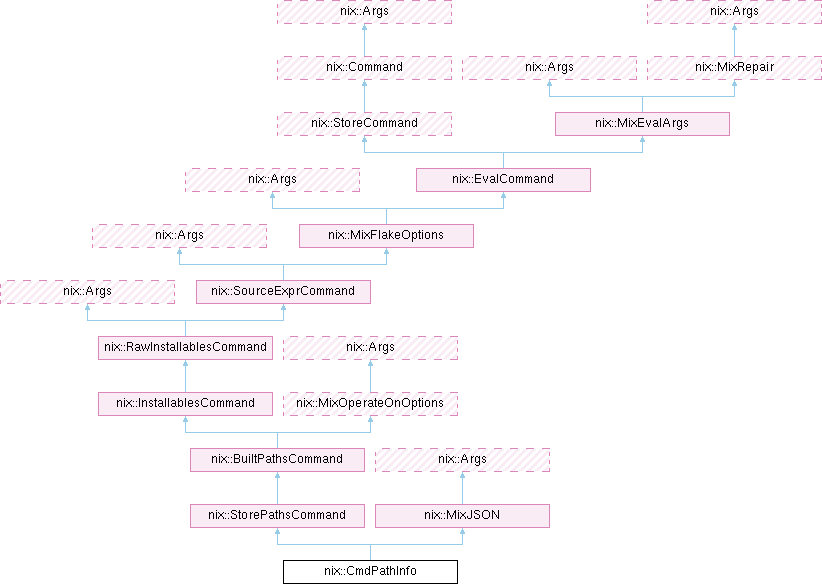 nix::Args
nix::Args
nix::Command
nix::Args
nix::MixRepair
nix::StoreCommand
nix::MixEvalArgs
nix::Args
nix::EvalCommand
nix::Args
nix::MixFlakeOptions
nix::Args
nix::SourceExprCommand
nix::RawInstallablesCommand
nix::Args
nix::InstallablesCommand
nix::MixOperateOnOptions
nix::BuiltPathsCommand
nix::Args
nix::StorePathsCommand
nix::MixJSON
nix::CmdPathInfo